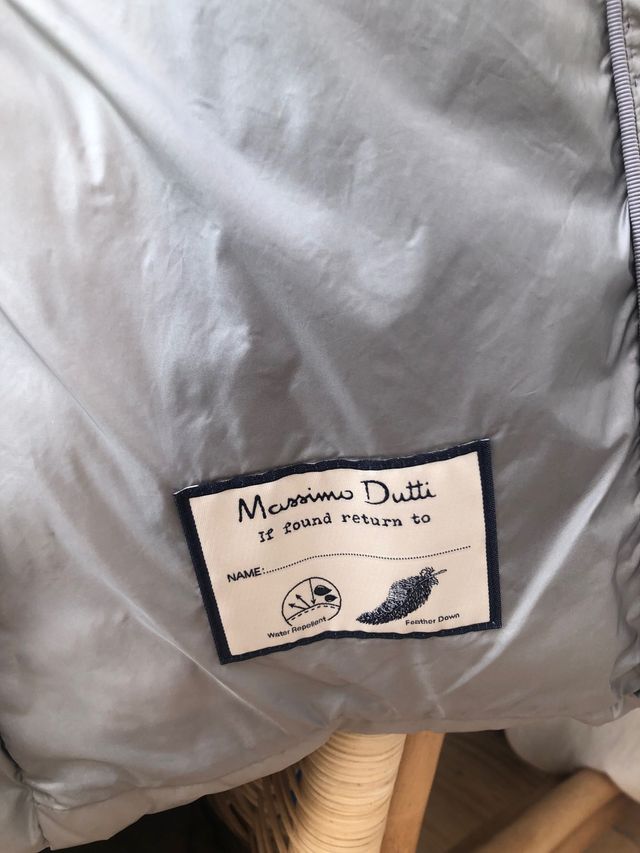 Massimo Dutti
If found return to
NAME:
Water Repellent
Feather Down